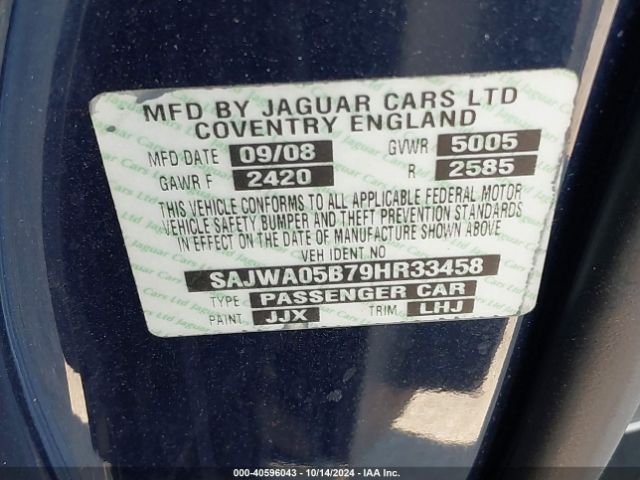 MFD BY JAGUAR CARS LTD
COVENTRY ENGLAND
MFD DATE 09/08 GVWR 5005
GAWR F 2420 R 2585
THIS VEHICLE CONFORMS TO ALL APPLICABLE FEDERAL MOTOR
VEHICLE SAFETY BUMPER AND THEFT PREVENTION STANDARDS
IN EFFECT ON THE DATE OF MANUFACTURE SHOWN ABOVE
VEH IDENT NO
SAJWA05B79HR33458
TYPE PASSENGER CAR
PAINT JJX TRIM LHJ
000-40596043 | 10/14/2024 | IAA Inc.